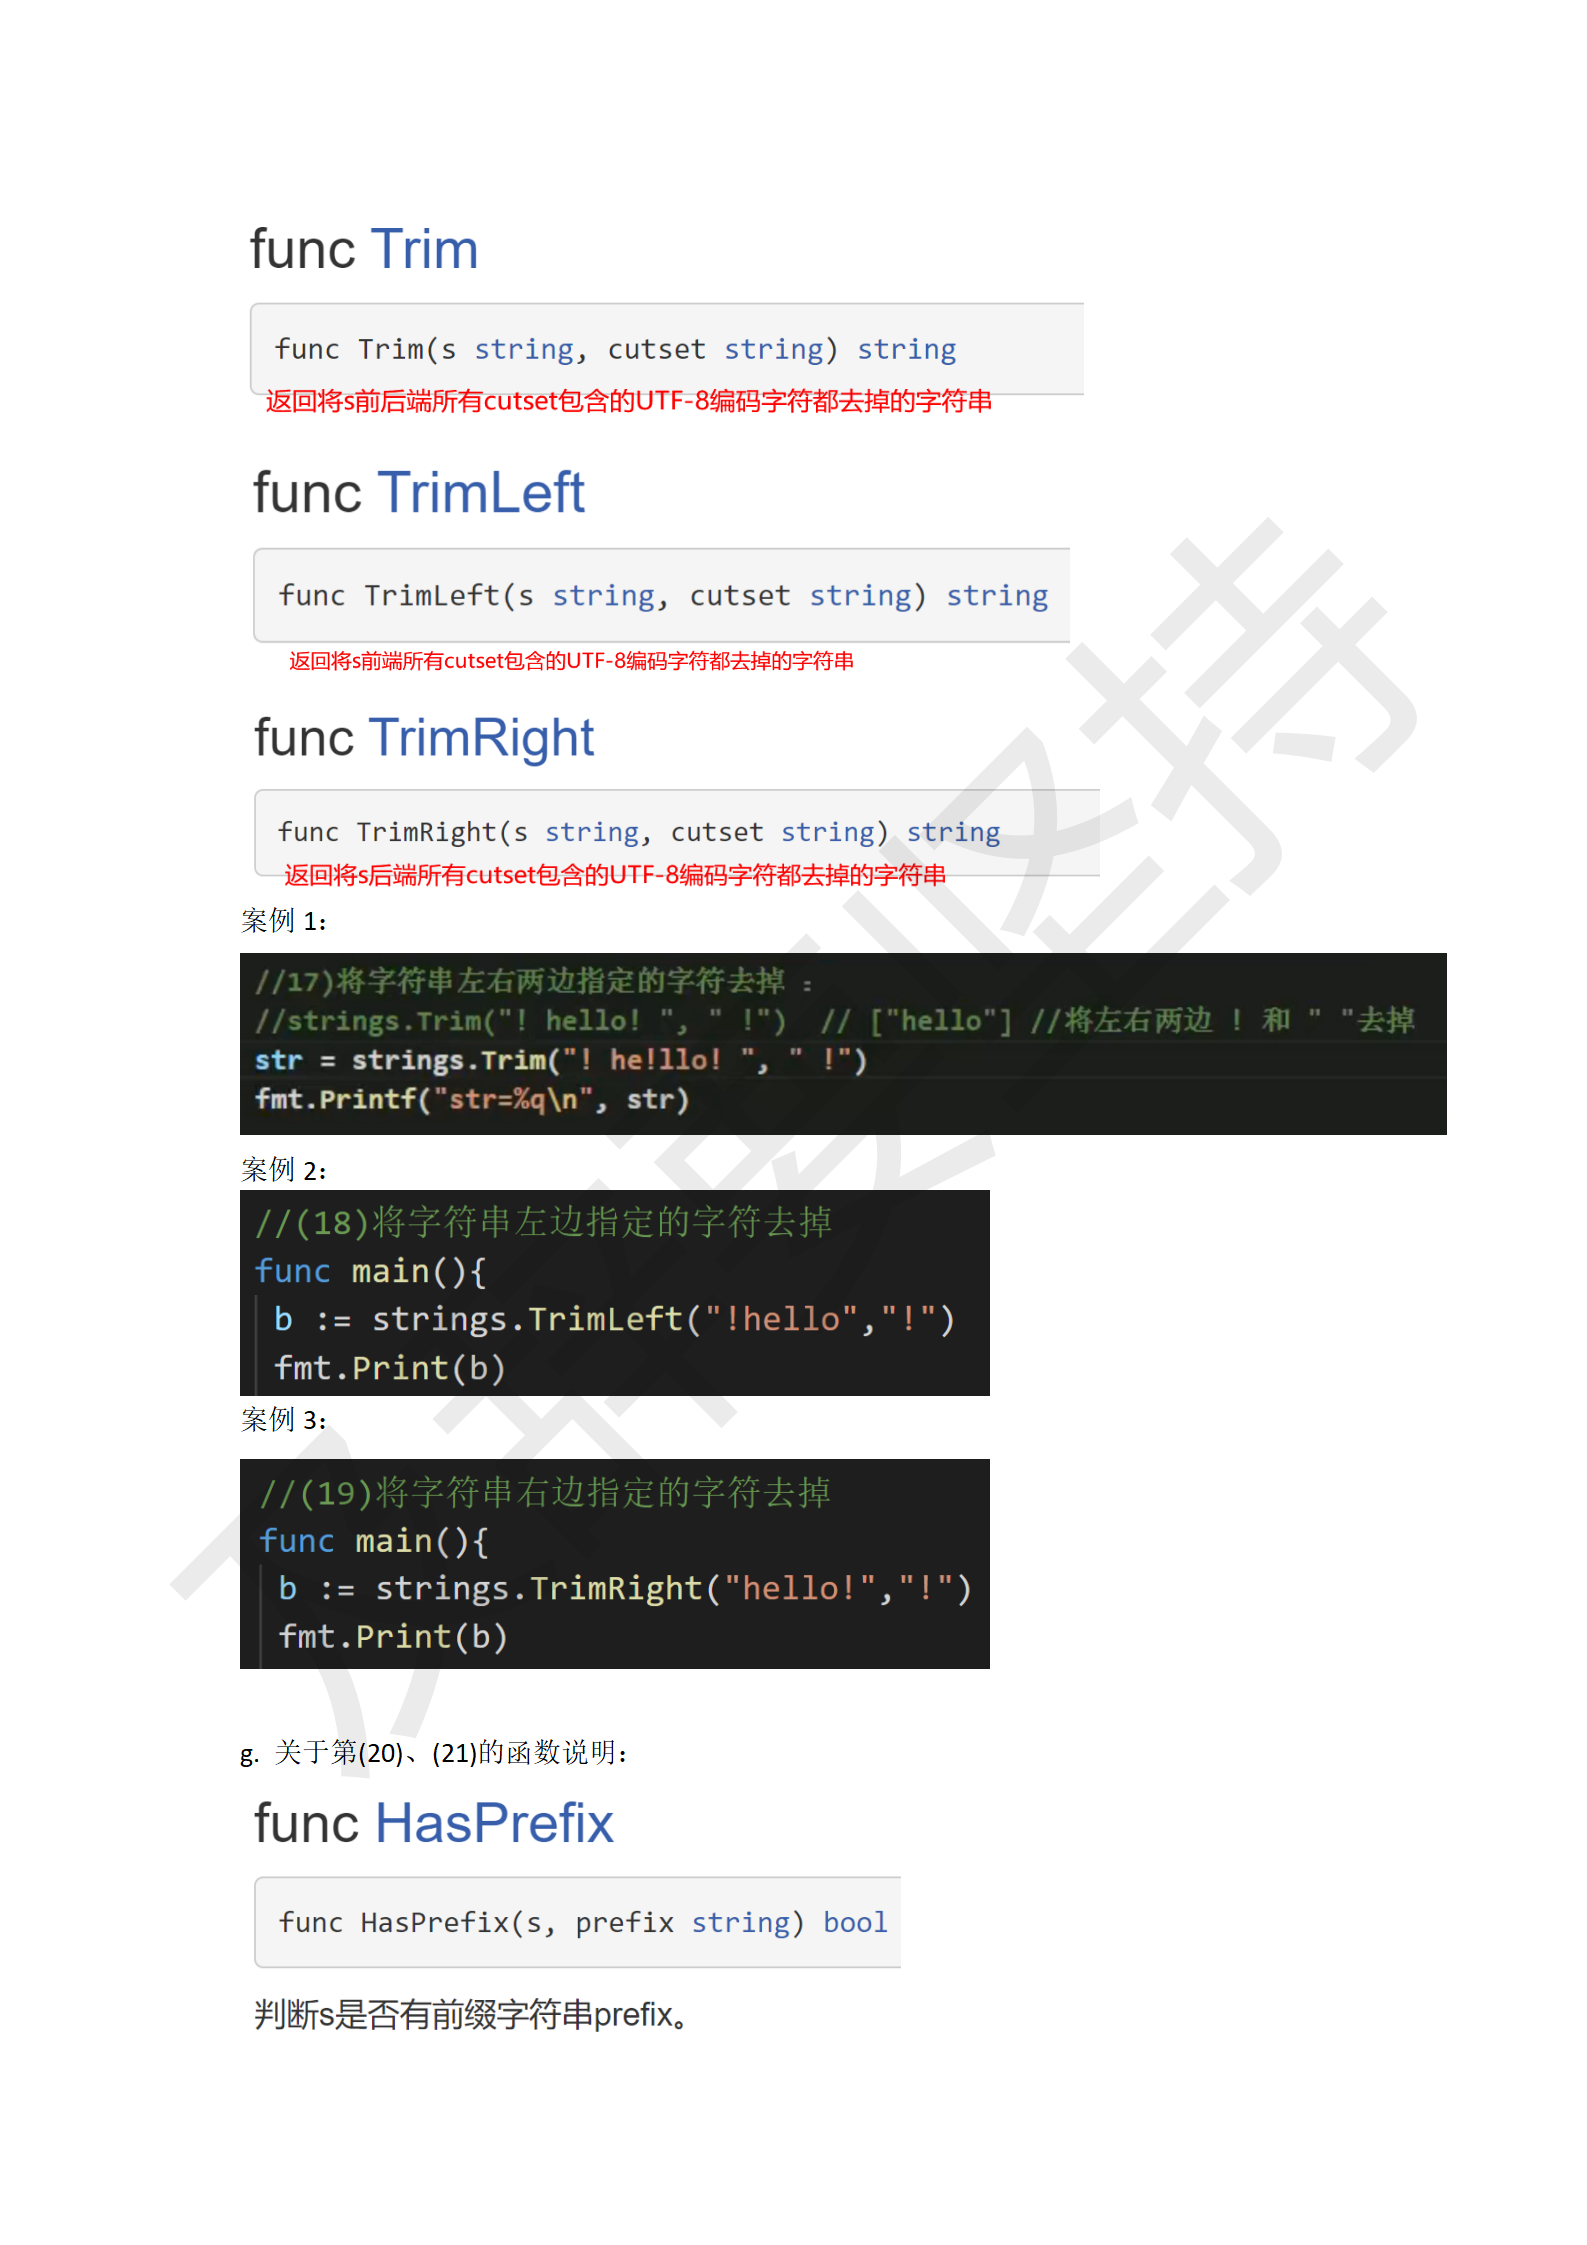 func Trim
func Trim(s string, cutset string) string
返回将s前后端所有cutset包含的UTF-8编码字符都去掉的字符串
func TrimLeft
func TrimLeft(s string, cutset string) string
返回将s前端所有cutset包含的UTF-8编码字符都去掉的字符串
func TrimRight
func TrimRight(s string, cutset string) string
返回将s后端所有cutset包含的UTF-8编码字符都去掉的字符串
案例 1：
//17)将字符串左右两边指定的字符去掉 ：
//strings.Trim("! hello! ", " !")  // ["hello"] //将左右两边 ! 和 " "去掉
str = strings.Trim("! he!llo! ", " !")
fmt.Printf("str=%q\n", str)
案例 2：
//(18)将字符串左边指定的字符去掉
func main(){
b := strings.TrimLeft("!hello","!")
fmt.Print(b)
案例 3：
//(19)将字符串右边指定的字符去掉
func main(){
b := strings.TrimRight("hello!","!")
fmt.Print(b)
g. 关于第(20)、(21)的函数说明：
func HasPrefix
func HasPrefix(s, prefix string) bool
判断s是否有前缀字符串prefix。